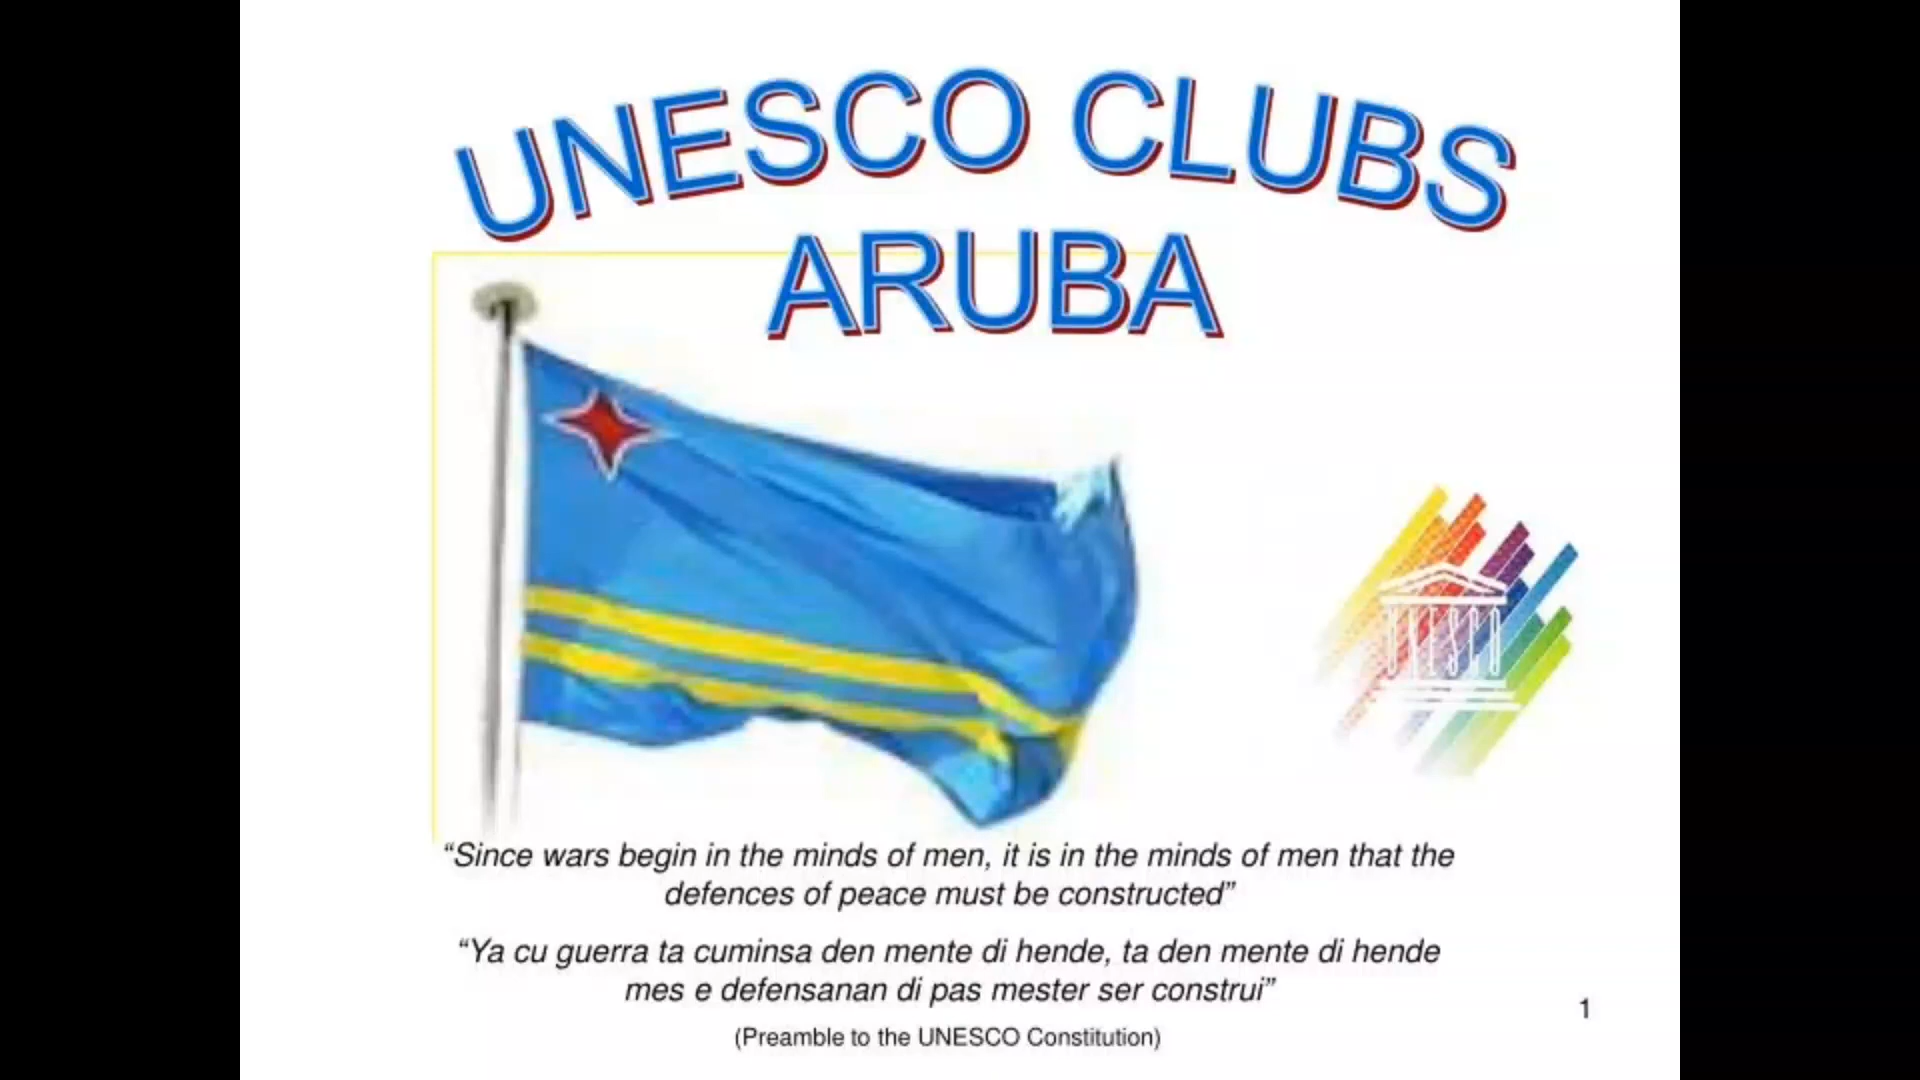 UNESCO CLUBS
ARUBA
UNESCO
“Since wars begin in the minds of men, it is in the minds of men that the
defences of peace must be constructed”
“Ya cu guerra ta cuminsa den mente di hende, ta den mente di hende
mes e defensanan di pas mester ser construi”
(Preamble to the UNESCO Constitution)
1